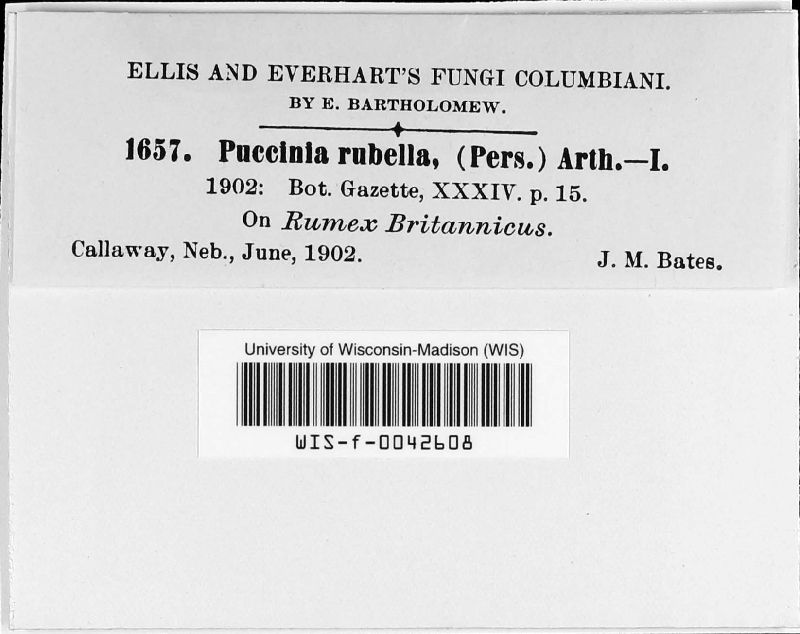 ELLIS AND EVERHART'S FUNGI COLUMBIANI.
BY E. BARTHOLOMEW.
1657. Puccinia rubella, (Pers.) Arth.—I.
1902: Bot. Gazette, XXXIV. p. 15.
On Rumex Britannicus.
Callaway, Neb., June, 1902. J. M. Bates.
University of Wisconsin-Madison (WIS)
WIS-f-0042608